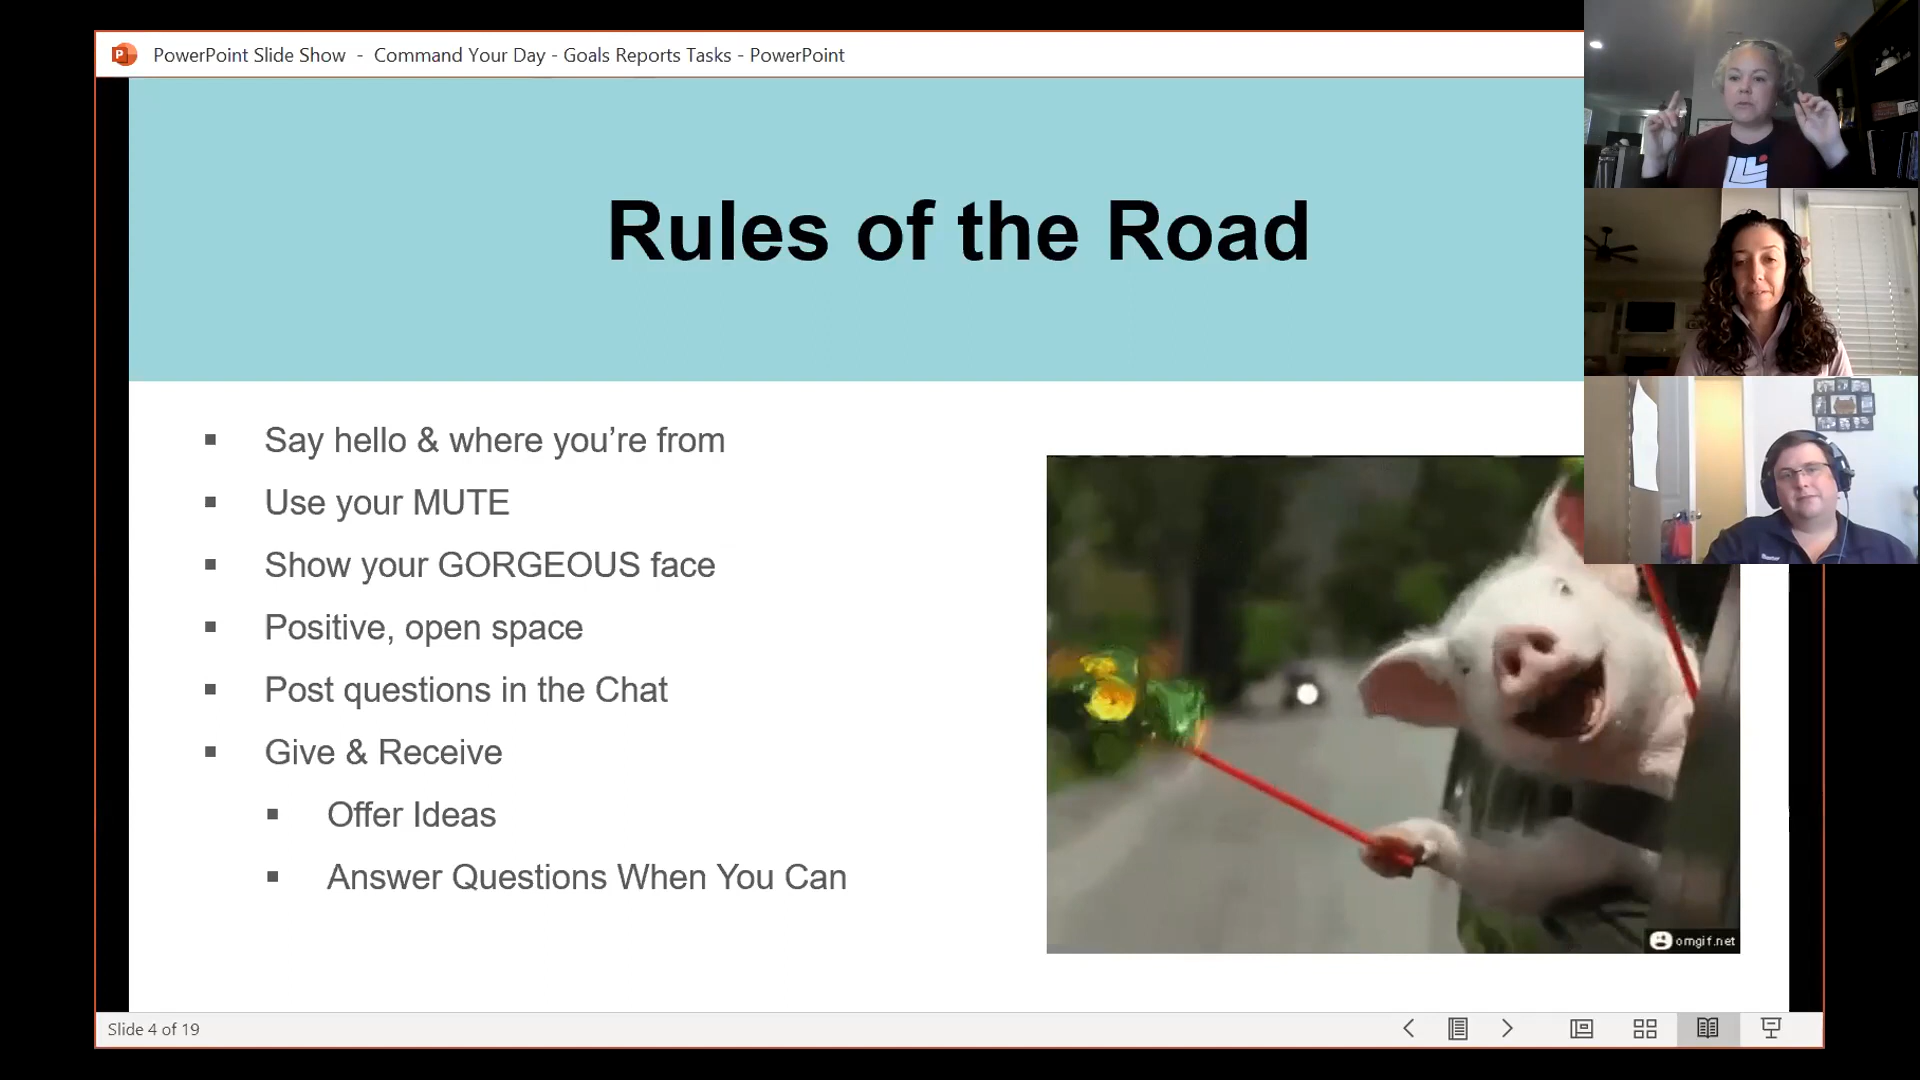 PowerPoint Slide Show - Command Your Day - Goals Reports Tasks - PowerPoint
Rules of the Road
▪ Say hello & where you’re from
▪ Use your MUTE
▪ Show your GORGEOUS face
▪ Positive, open space
▪ Post questions in the Chat
▪ Give & Receive
▪ Offer Ideas
▪ Answer Questions When You Can
omgif.net
Slide 4 of 19